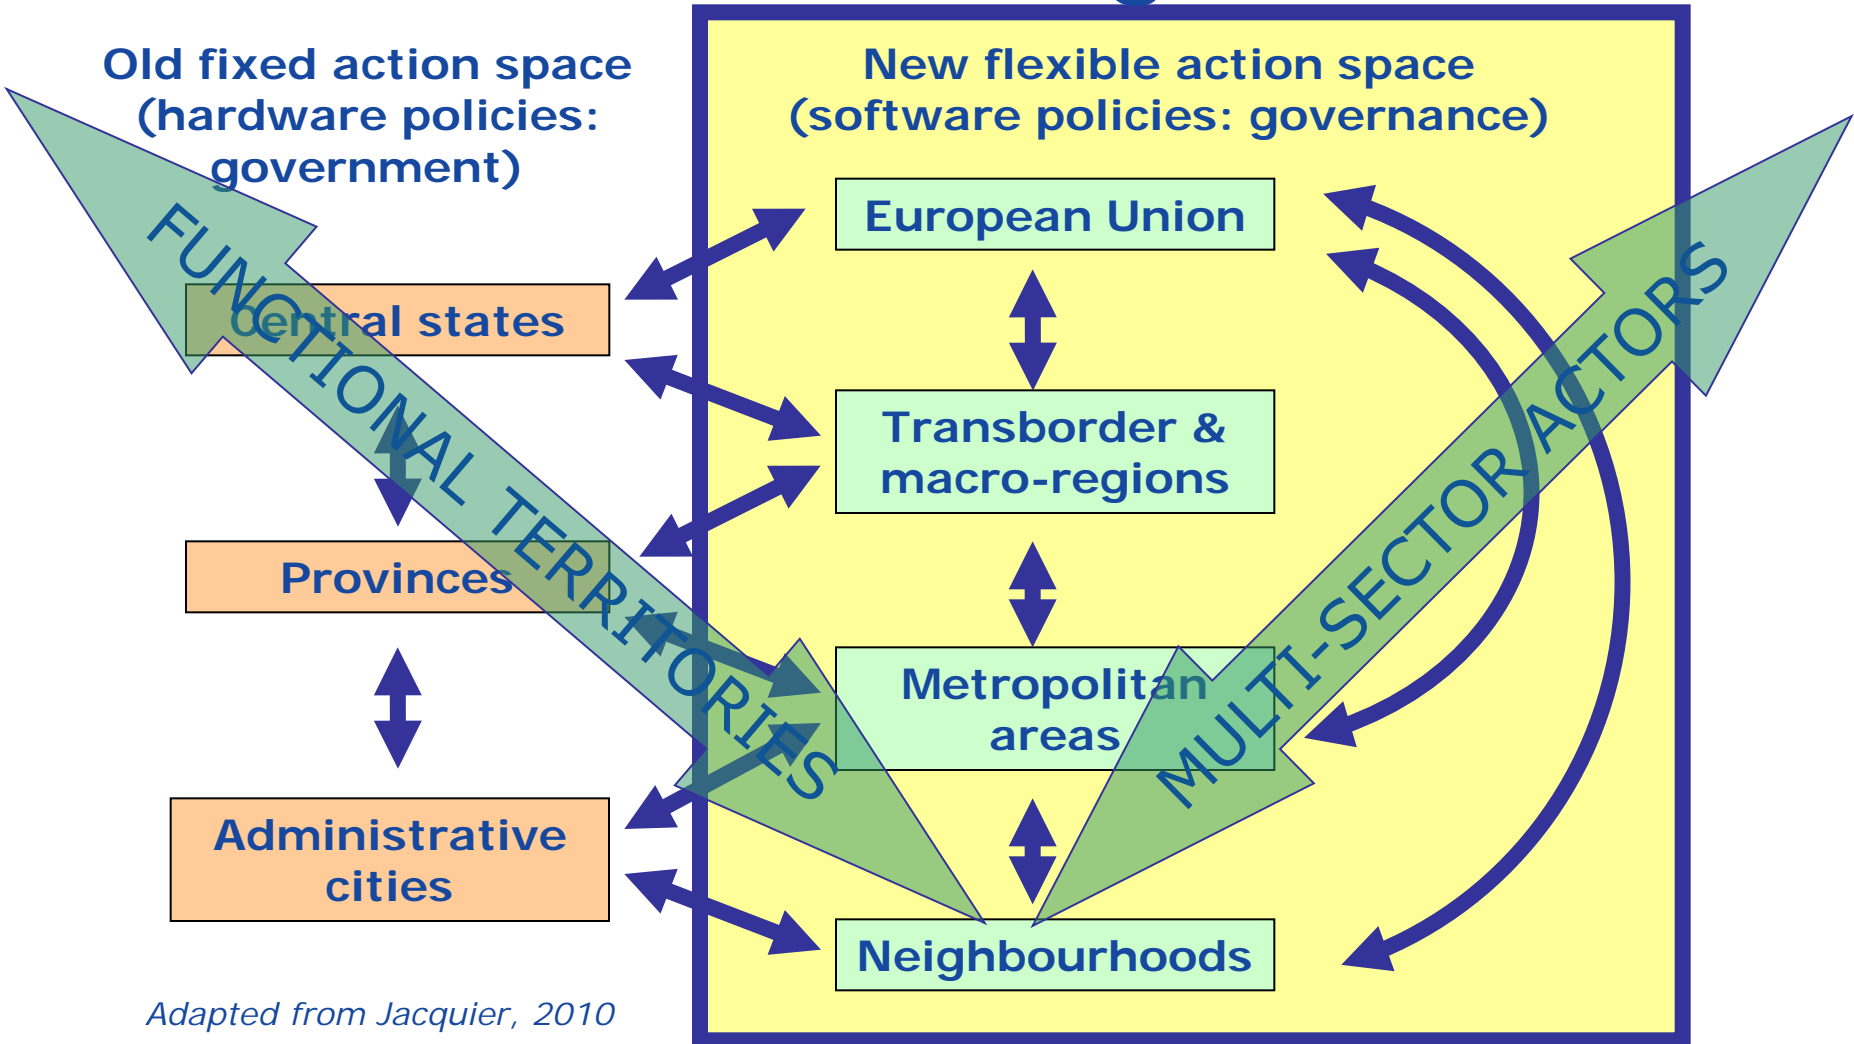 Old fixed action space
(hardware policies:
government)
New flexible action space
(software policies: governance)
European Union
Central states
Transborder &
macro-regions
Provinces
Metropolitan
areas
Administrative
cities
Neighbourhoods
FUNCTIONAL TERRITORIES
MULTI-SECTOR ACTORS
Adapted from Jacquier, 2010